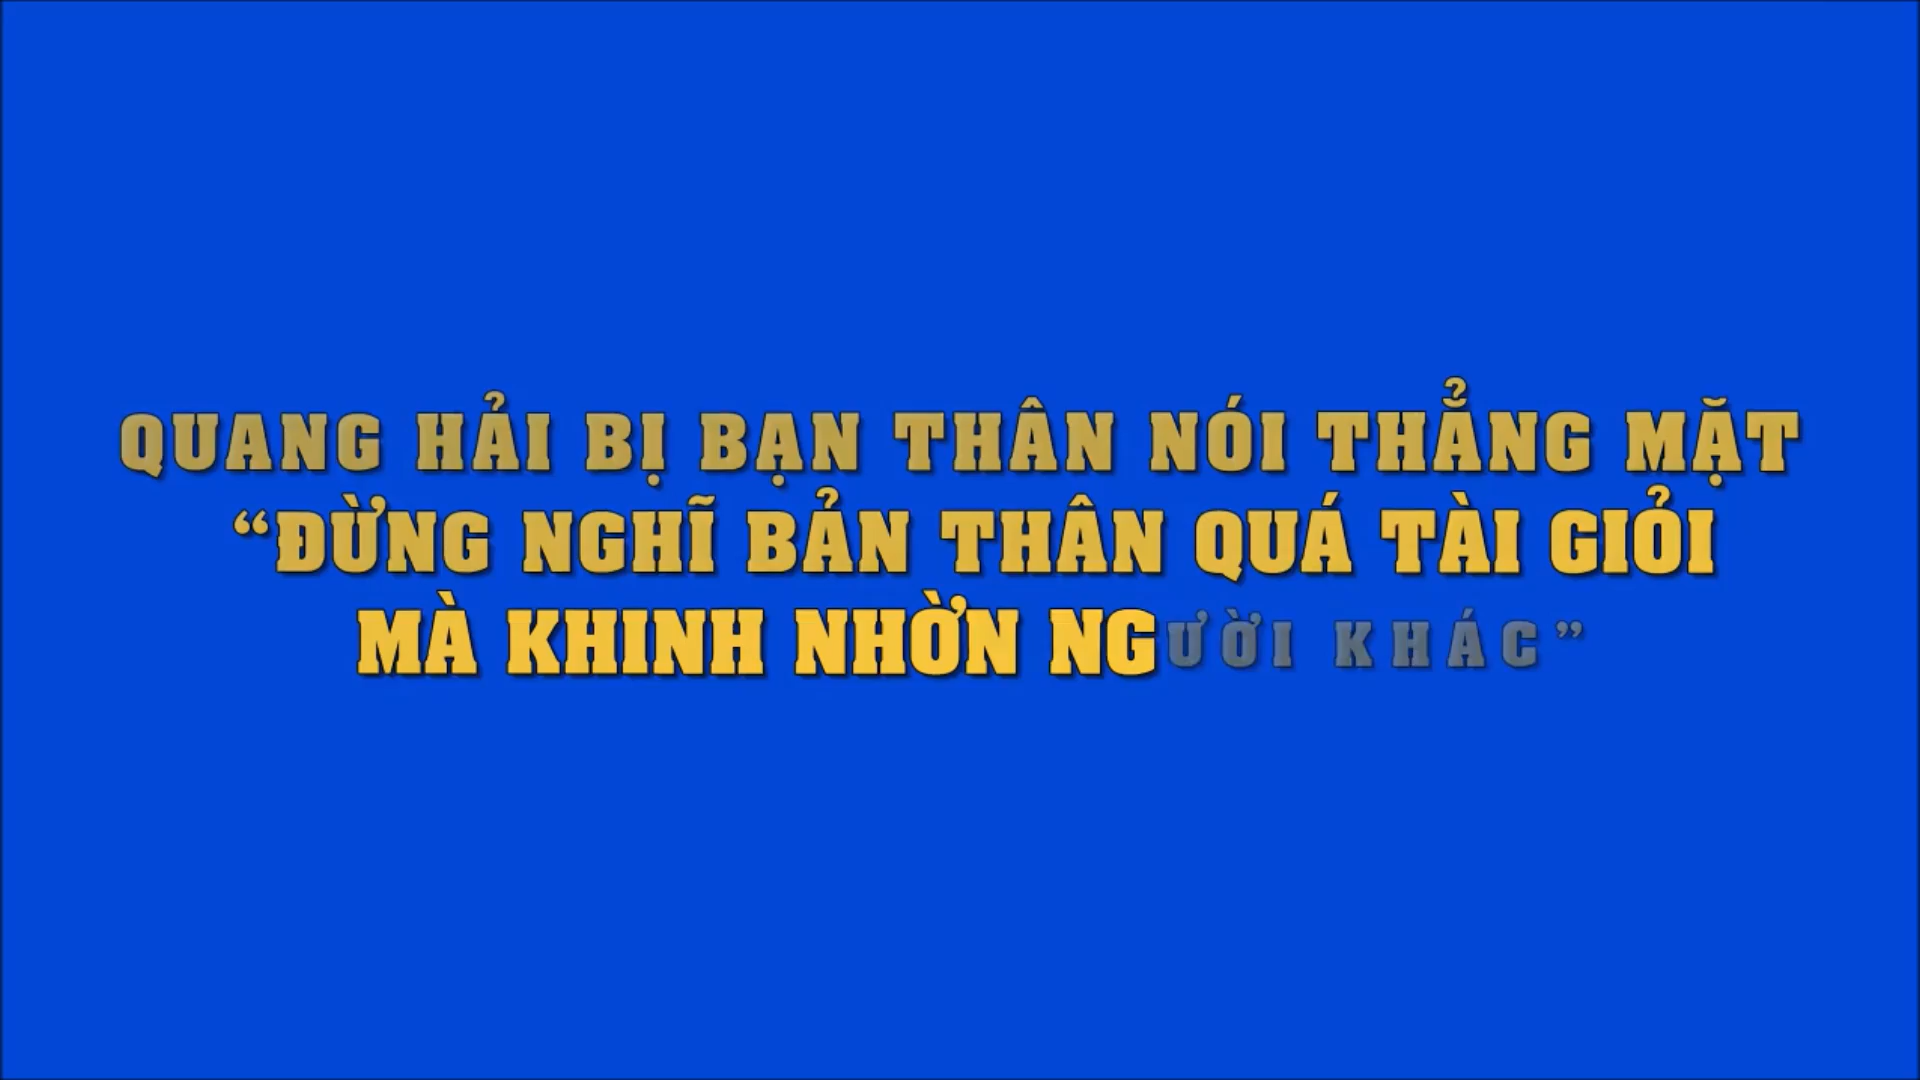 QUANG HẢI BỊ BẠN THÂN NÓI THẲNG MẶT
“ĐỪNG NGHĨ BẢN THÂN QUÁ TÀI GIỎI
MÀ KHINH NHỜN NGƯỜI KHÁC”